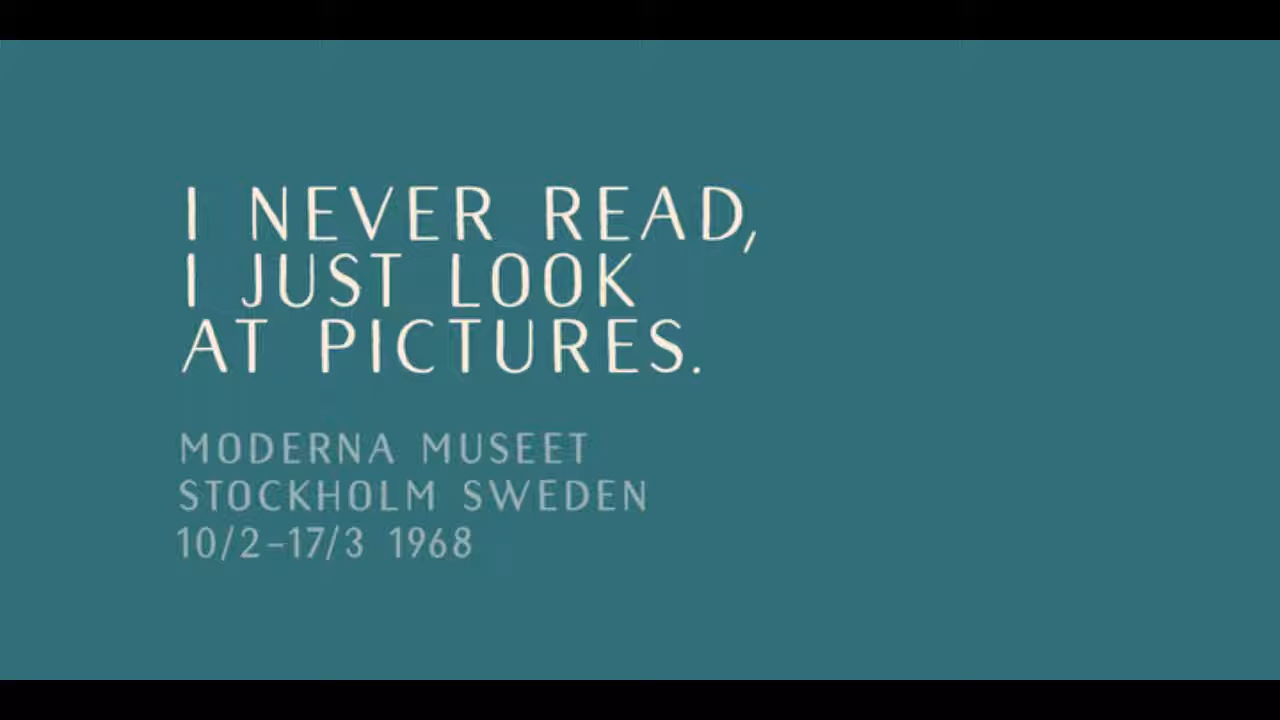 I NEVER READ,
I JUST LOOK
AT PICTURES.
MODERNA MUSEET
STOCKHOLM SWEDEN
10/2–17/3 1968